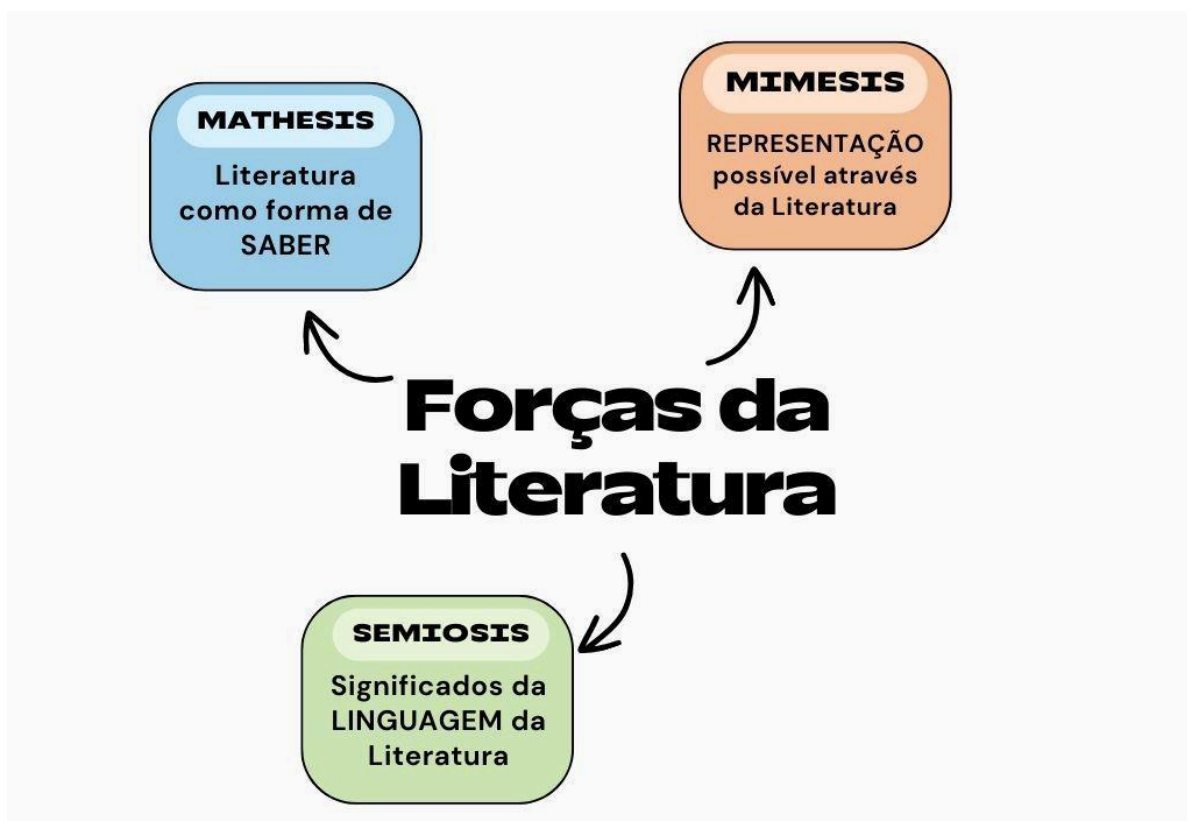 MATHESIS
Literatura
como forma de
SABER
MIMESIS
REPRESENTAÇÃO
possível através
da Literatura
Forças da
Literatura
SEMIOSIS
Significados da
LINGUAGEM da
Literatura